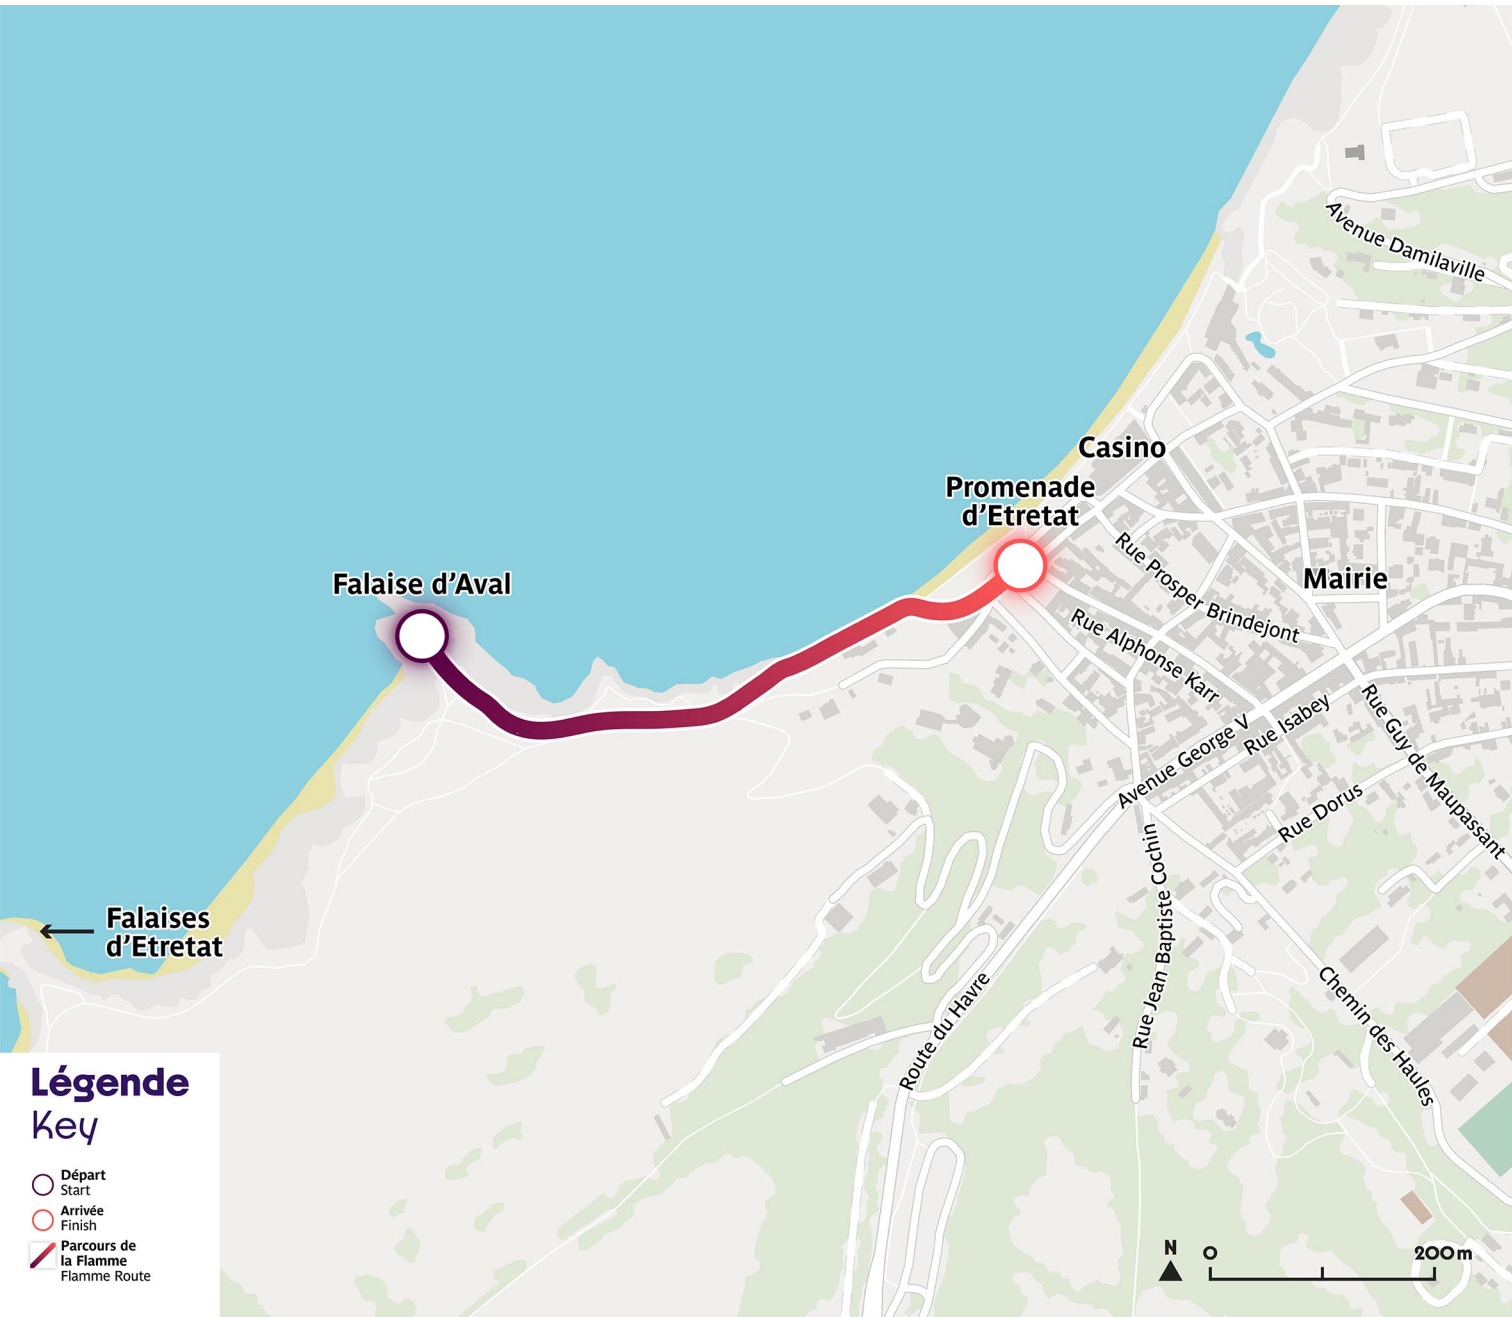 Avenue Damilaville
Casino
Promenade
d'Etretat
Rue Prosper Brindejont
Mairie
Falaise d'Aval
Rue Alphonse Karr
Avenue George V
Rue Isabey
Rue Guy de Maupassant
Rue Dorus
Rue Jean Baptiste Cochin
Falaises
d'Etretat
Route du Havre
Chemin des Haules
Légende
Key
Départ
Start
Arrivée
Finish
Parcours de
la Flamme
Flamme Route
N
0 200m